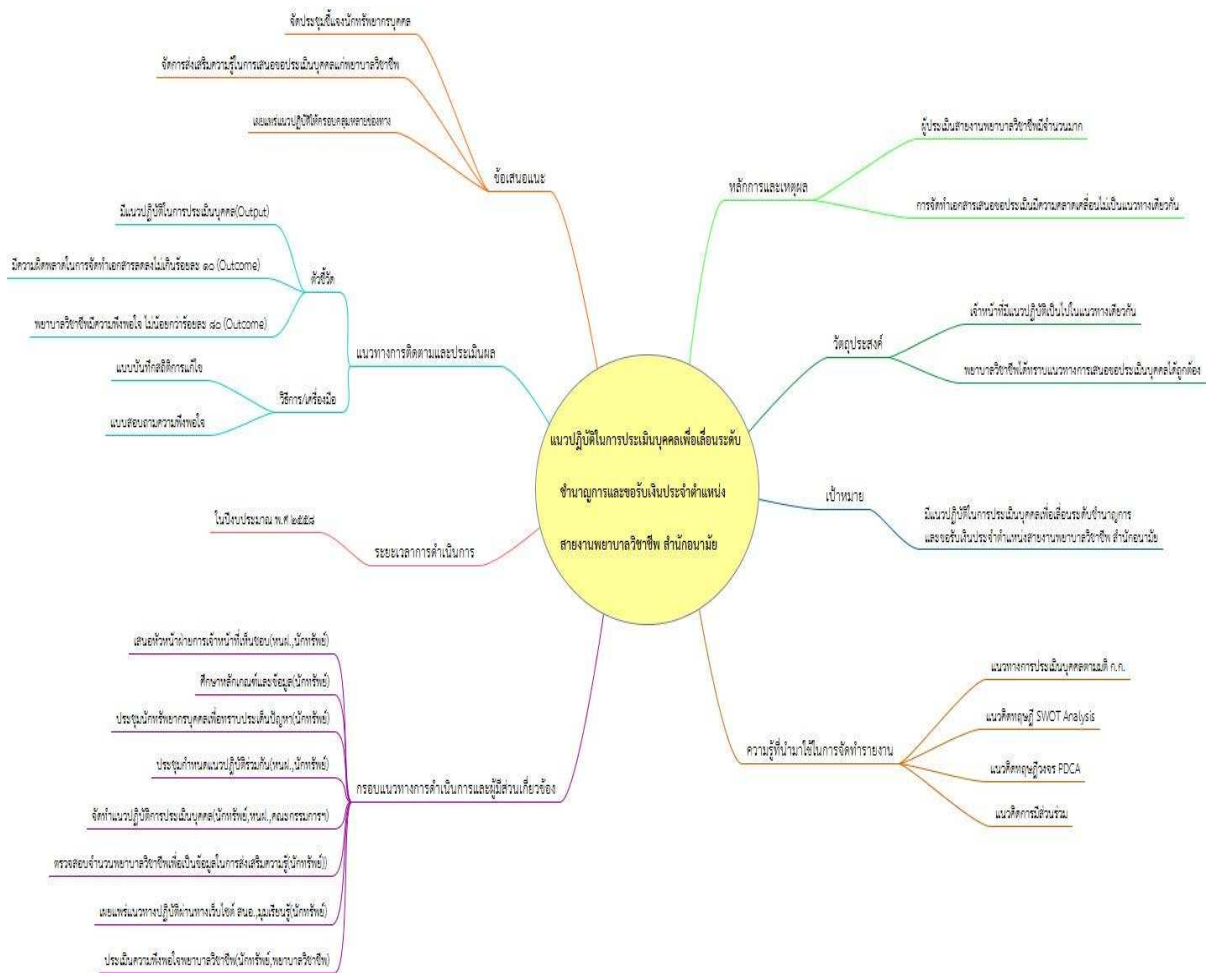 แนวปฏิบัติในการประเมินบุคคลเพื่อเลื่อนระดับ
ชำนาญการและขอรับเงินประจำตำแหน่ง
สายงานพยาบาลวิชาชีพ สำนักอนามัย
หลักการและเหตุผล
ผู้ประเมินสายงานพยาบาลวิชาชีพมีจำนวนมาก
การจัดทำเอกสารเสนอขอประเมินมีความคลาดเคลื่อนไม่เป็นแนวทางเดียวกัน
วัตถุประสงค์
เจ้าหน้าที่มีแนวปฏิบัติเป็นไปในแนวทางเดียวกัน
พยาบาลวิชาชีพได้ทราบแนวทางการเสนอขอประเมินบุคคลได้ถูกต้อง
เป้าหมาย
มีแนวปฏิบัติในการประเมินบุคคลเพื่อเลื่อนระดับชำนาญการ
และขอรับเงินประจำตำแหน่งสายงานพยาบาลวิชาชีพ สำนักอนามัย
ความรู้ที่นำมาใช้ในการจัดทำรายงาน
แนวทางการประเมินบุคคลตามมติ ก.ก.
แนวคิดทฤษฎี SWOT Analysis
แนวคิดทฤษฎีวงจร PDCA
แนวคิดการมีส่วนร่วม
กรอบแนวทางการดำเนินการและผู้มีส่วนเกี่ยวข้อง
เสนอหัวหน้าฝ่ายการเจ้าหน้าที่เห็นชอบ(หนฝ.,นักทรัพย์)
ศึกษาหลักเกณฑ์และข้อมูล(นักทรัพย์)
ประชุมนักทรัพยากรบุคคลเพื่อทราบประเด็นปัญหา(นักทรัพย์)
ประชุมกำหนดแนวปฏิบัติร่วมกัน(หนฝ.,นักทรัพย์)
จัดทำแนวปฏิบัติการประเมินบุคคล(นักทรัพย์,หนฝ.,คณะกรรมการฯ)
ตรวจสอบจำนวนพยาบาลวิชาชีพเพื่อเป็นข้อมูลในการส่งเสริมความรู้(นักทรัพย์))
เผยแพร่แนวทางปฏิบัติผ่านทางเว็บไซต์ สนอ.,มุมเรียนรู้(นักทรัพย์)
ประเมินความพึงพอใจพยาบาลวิชาชีพ(นักทรัพย์,พยาบาลวิชาชีพ)
ระยะเวลาการดำเนินการ
ในปีงบประมาณ พ.ศ ๒๕๕๘
แนวทางการติดตามและประเมินผล
ตัวชี้วัด
มีแนวปฏิบัติในการประเมินบุคคล(Output)
มีความผิดพลาดในการจัดทำเอกสารลดลงไม่เกินร้อยละ ๑๐ (Outcome)
พยาบาลวิชาชีพมีความพึงพอใจ ไม่น้อยกว่าร้อยละ ๘๐ (Outcome)
วิธีการ/เครื่องมือ
แบบบันทึกสถิติการแก้ไข
แบบสอบถามความพึงพอใจ
ข้อเสนอแนะ
จัดประชุมชี้แจงนักทรัพยากรบุคคล
จัดการส่งเสริมความรู้ในการเสนอขอประเมินบุคคลแก่พยาบาลวิชาชีพ
เผยแพร่แนวปฏิบัติให้ครอบคลุมหลายช่องทาง